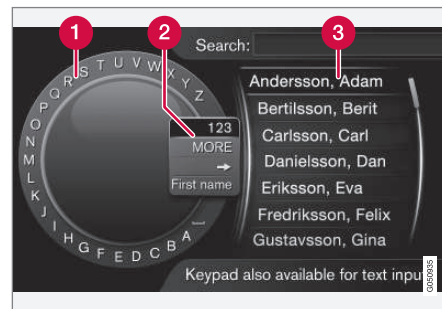 1
2
3
Search:
A B C D E F G H I J K L M N O P Q R S T U V W X Y Z
123
MORE
→
First name
Andersson, Adam
Bertilsson, Berit
Carlsson, Carl
Danielsson, Dan
Eriksson, Eva
Fredriksson, Felix
Gustavsson, Gina
Keypad also available for text input
G050935